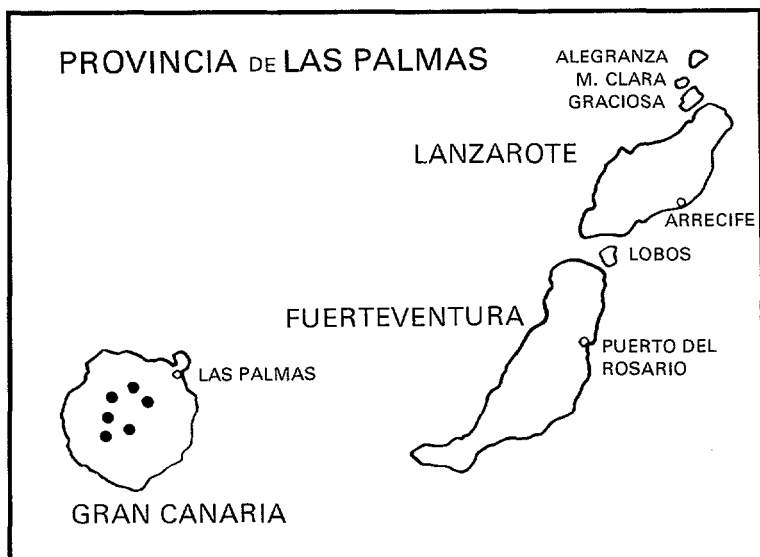 PROVINCIA DE LAS PALMAS
ALEGRANZA
M. CLARA
GRACIOSA
LANZAROTE
ARRECIFE
LOBOS
FUERTEVENTURA
PUERTO DEL
ROSARIO
LAS PALMAS
GRAN CANARIA